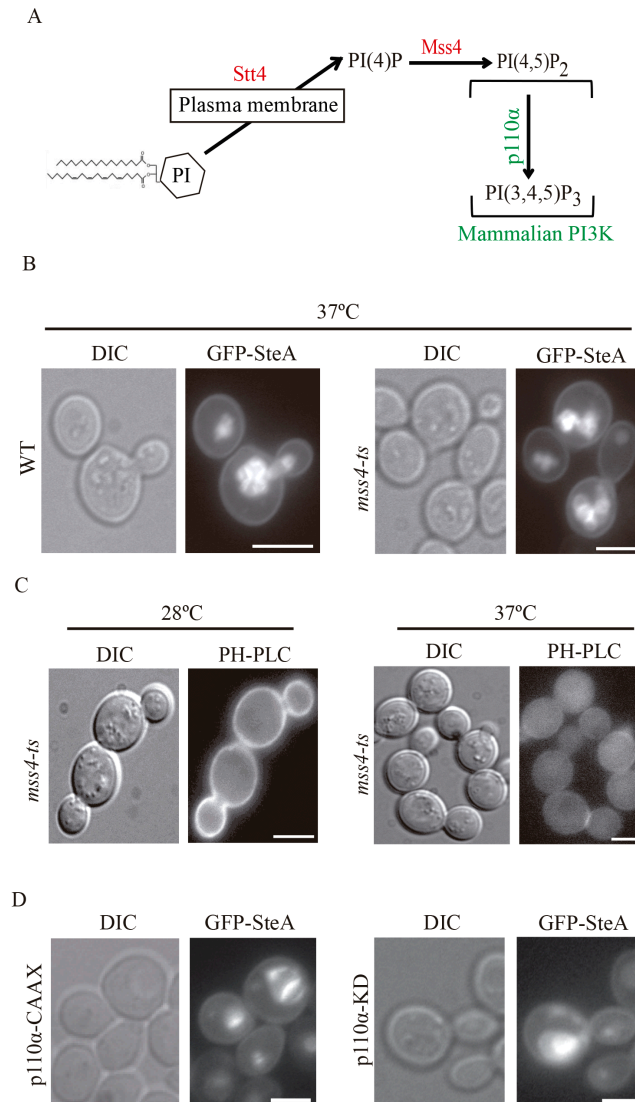 A
Stt4
Plasma membrane
PI(4)P
Mss4
PI(4,5)P2
p110α
PI
PI(3,4,5)P3
Mammalian PI3K
B
37ºC
DIC
GFP-SteA
DIC
GFP-SteA
WT
mss4-ts
C
28ºC
37ºC
DIC
PH-PLC
DIC
PH-PLC
mss4-ts
mss4-ts
D
DIC
GFP-SteA
DIC
GFP-SteA
p110α-CAAX
p110α-KD